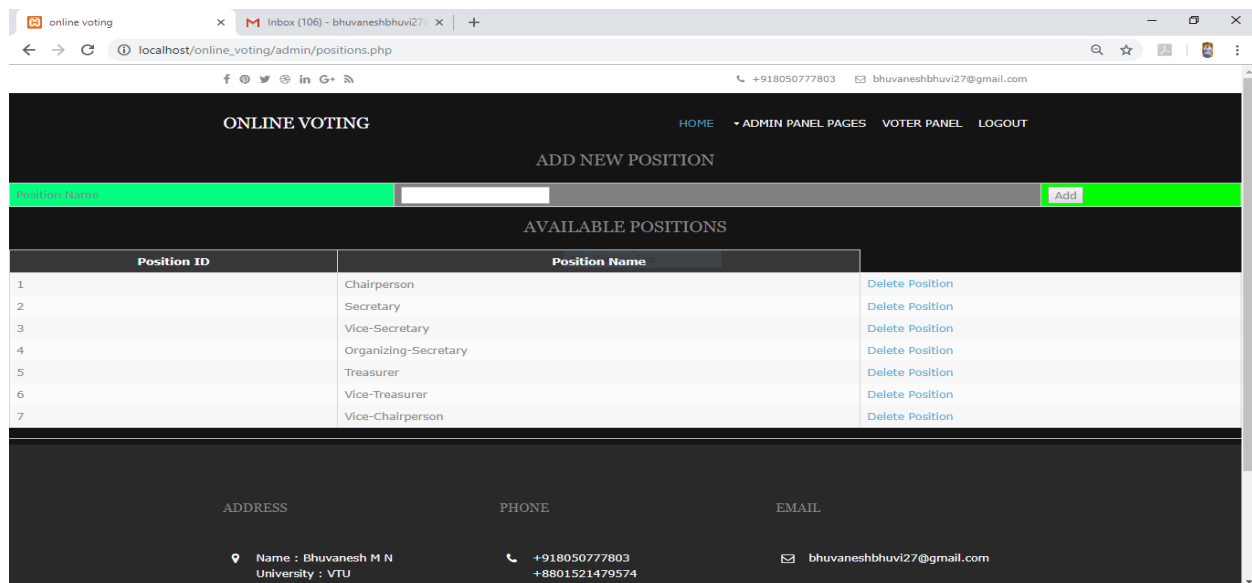 online voting
Inbox (106) - bhuvaneshbhuvi27
localhost/online_voting/admin/positions.php
+918050777803 bhuvaneshbhuvi27@gmail.com
ONLINE VOTING HOME ADMIN PANEL PAGES VOTER PANEL LOGOUT
ADD NEW POSITION
Position Name Add
AVAILABLE POSITIONS
Position ID Position Name
1 Chairperson Delete Position
2 Secretary Delete Position
3 Vice-Secretary Delete Position
4 Organizing-Secretary Delete Position
5 Treasurer Delete Position
6 Vice-Treasurer Delete Position
7 Vice-Chairperson Delete Position
ADDRESS PHONE EMAIL
Name : Bhuvanesh M N +918050777803 bhuvaneshbhuvi27@gmail.com
University : VTU +8801521479574